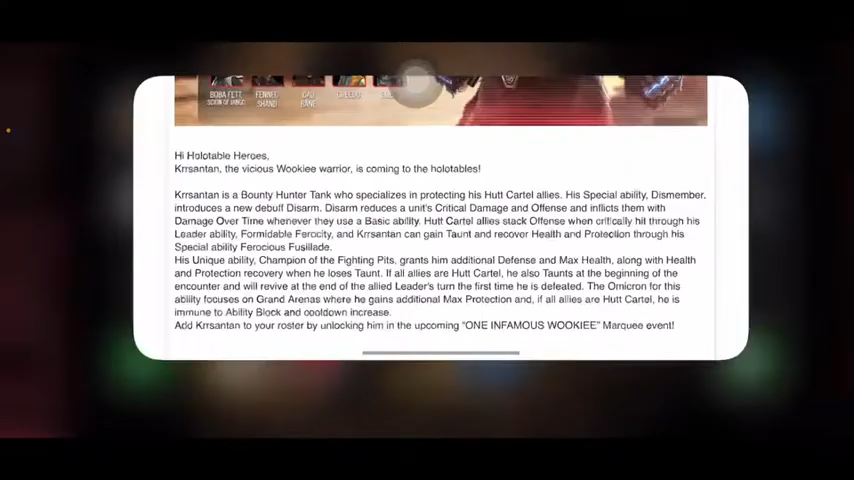 BOBA FETT, FENNEC CAD GREEDO
SCION OF JANGO SHAND BANE
Hi Holotable Heroes,
Krrsantan, the vicious Wookiee warrior, is coming to the holotables!
Krrsantan is a Bounty Hunter Tank who specializes in protecting his Hutt Cartel allies. His Special ability, Dismember,
introduces a new debuff Disarm. Disarm reduces a unit's Critical Damage and Offense and inflicts them with
Damage Over Time whenever they use a Basic ability. Hutt Cartel allies stack Offense when critically hit through his
Leader ability, Formidable Ferocity, and Krrsantan can gain Taunt and recover Health and Protection through his
Special ability Ferocious Fusillade.
His Unique ability, Champion of the Fighting Pits, grants him additional Defense and Max Health, along with Health
and Protection recovery when he loses Taunt. If all allies are Hutt Cartel, he also Taunts at the beginning of the
encounter and will revive at the end of the allied Leader's turn the first time he is defeated. The Omicron for this
ability focuses on Grand Arenas where he gains additional Max Protection and, if all allies are Hutt Cartel, he is
immune to Ability Block and cooldown increase.
Add Krrsantan to your roster by unlocking him in the upcoming "ONE INFAMOUS WOOKIEE" Marquee event!